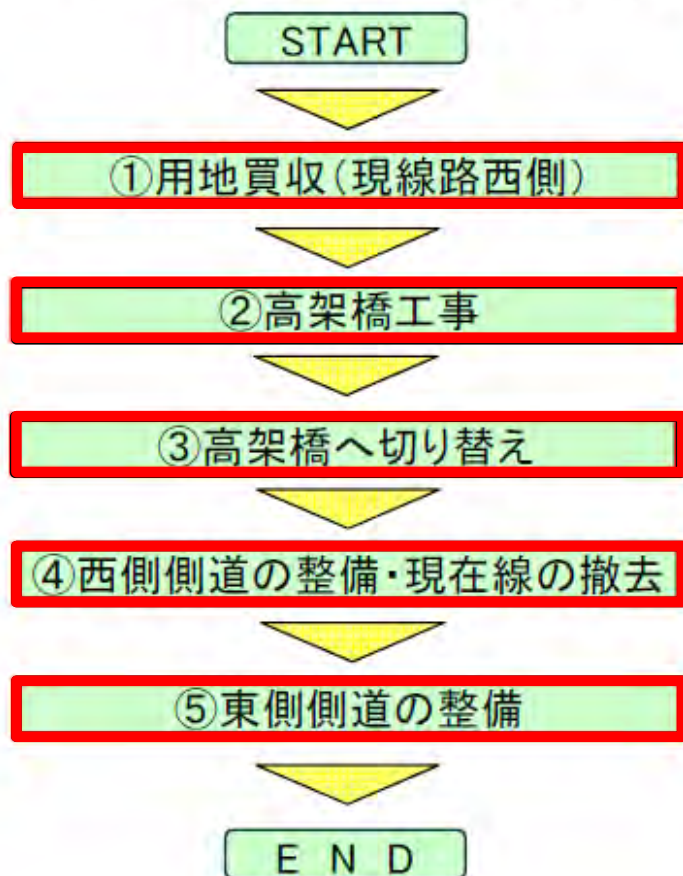 START
①用地買収(現線路西側)
②高架橋工事
③高架橋へ切り替え
④西側側道の整備・現在線の撤去
⑤東側側道の整備
E N D